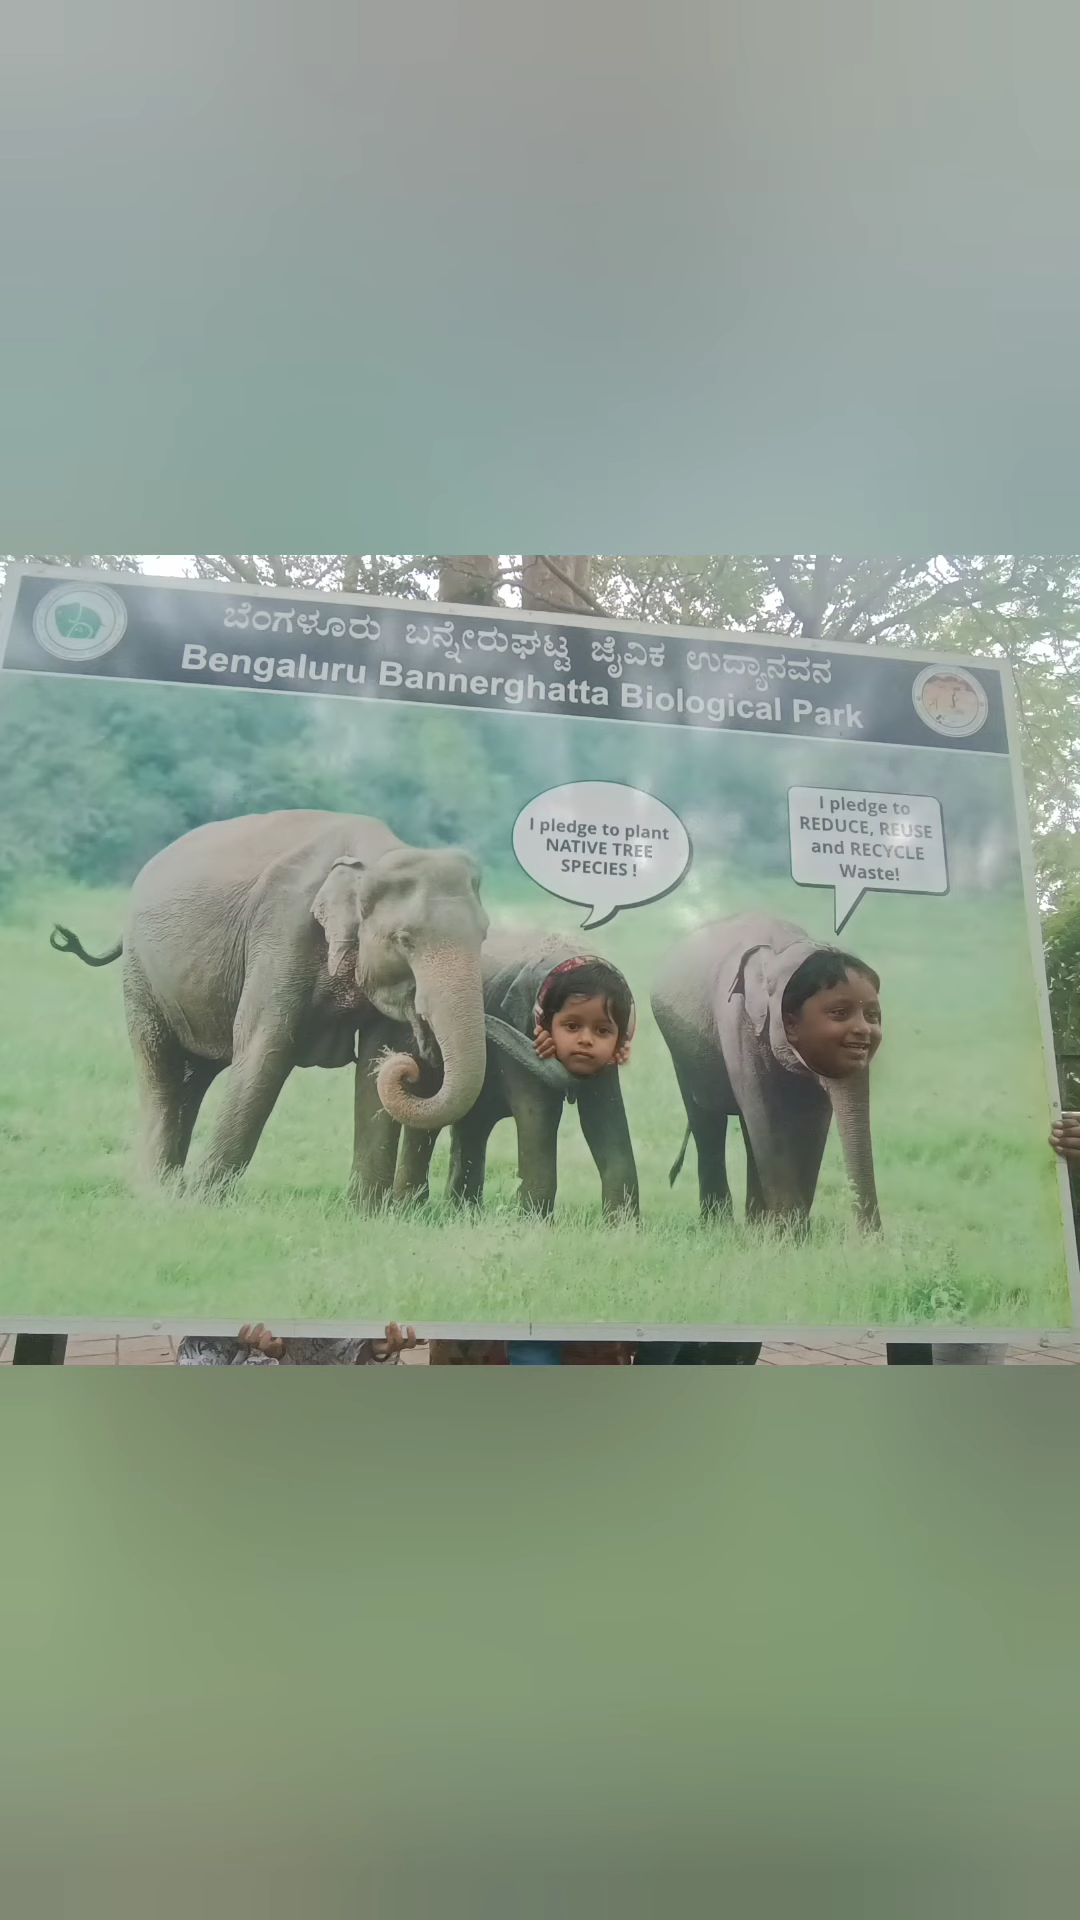 ಬೆಂಗಳೂರು ಬನ್ನೇರುಘಟ್ಟ ಜೈವಿಕ ಉದ್ಯಾನವನ
Bengaluru Bannerghatta Biological Park
I pledge to plant
NATIVE TREE
SPECIES !
I pledge to
REDUCE, REUSE
and RECYCLE
Waste!